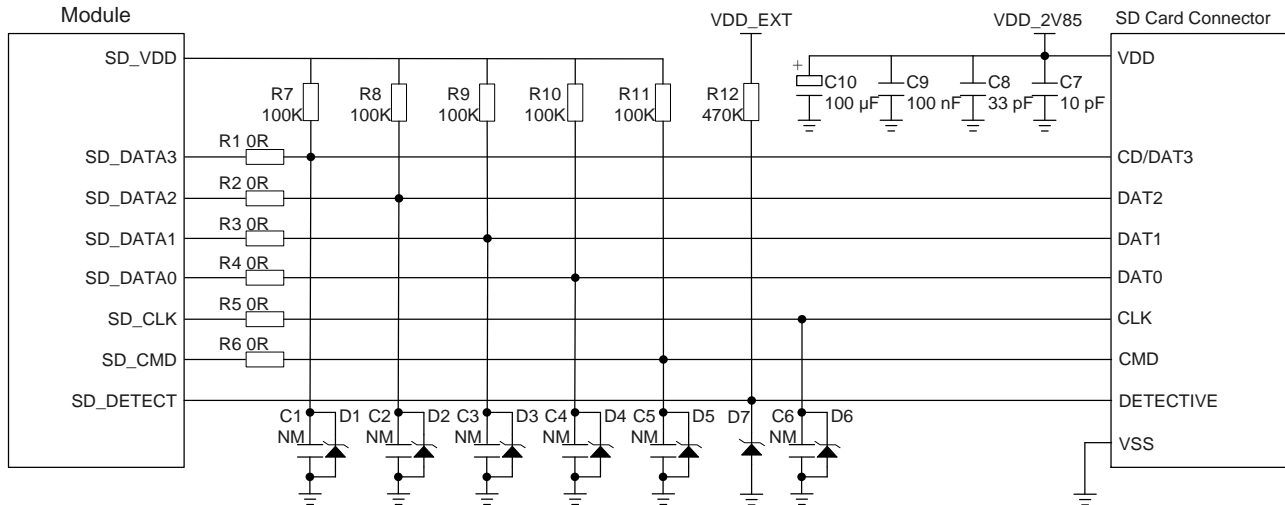 Module
VDD_EXT
VDD_2V85
SD Card Connector
SD_VDD
VDD
R7
100K
R8
100K
R9
100K
R10
100K
R11
100K
R12
470K
+
C10
100 µF
C9
100 nF
C8
33 pF
C7
10 pF
R1 0R
SD_DATA3
CD/DAT3
R2 0R
SD_DATA2
DAT2
R3 0R
SD_DATA1
DAT1
R4 0R
SD_DATA0
DAT0
R5 0R
SD_CLK
CLK
R6 0R
SD_CMD
CMD
SD_DETECT
DETECTIVE
C1
NM
D1
C2
NM
D2
C3
NM
D3
C4
NM
D4
C5
NM
D5
D7
C6
NM
D6
VSS